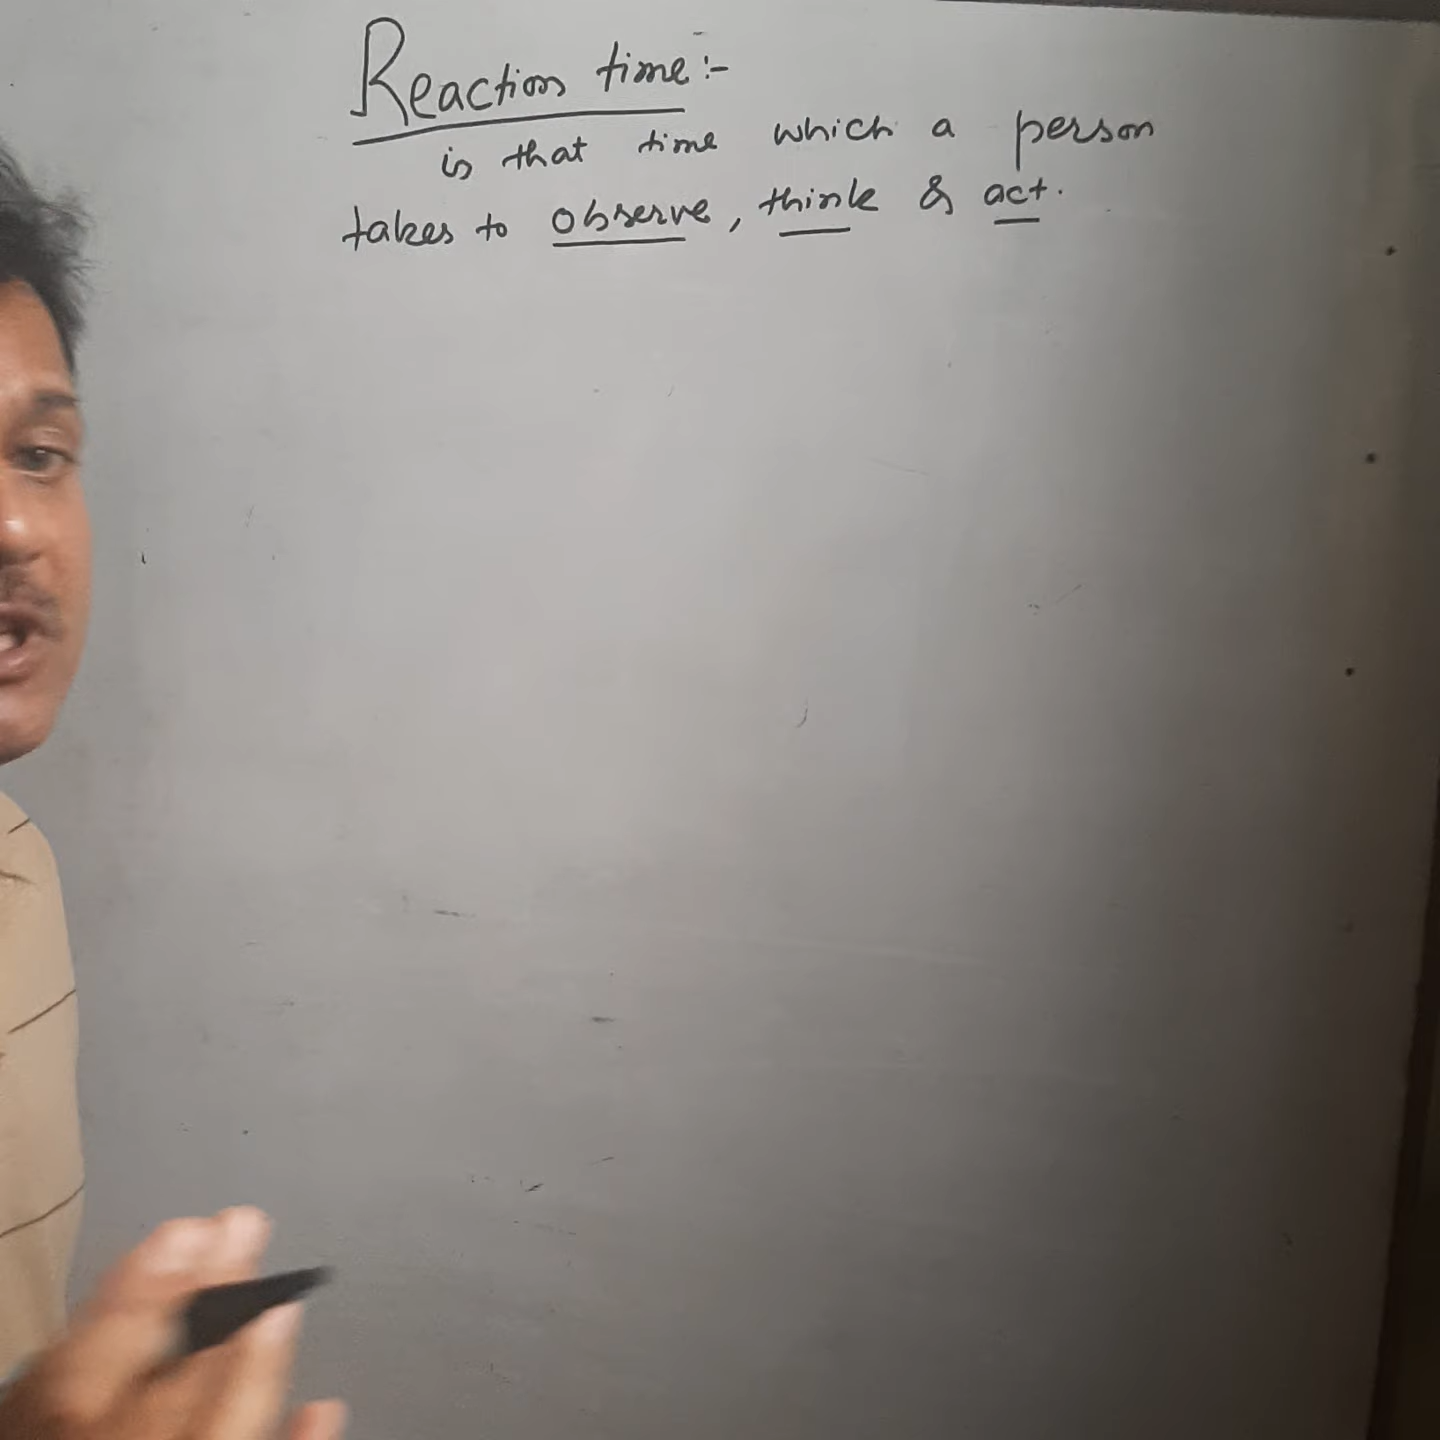 Reaction time :-
is that time which a person
takes to observe, think & act.